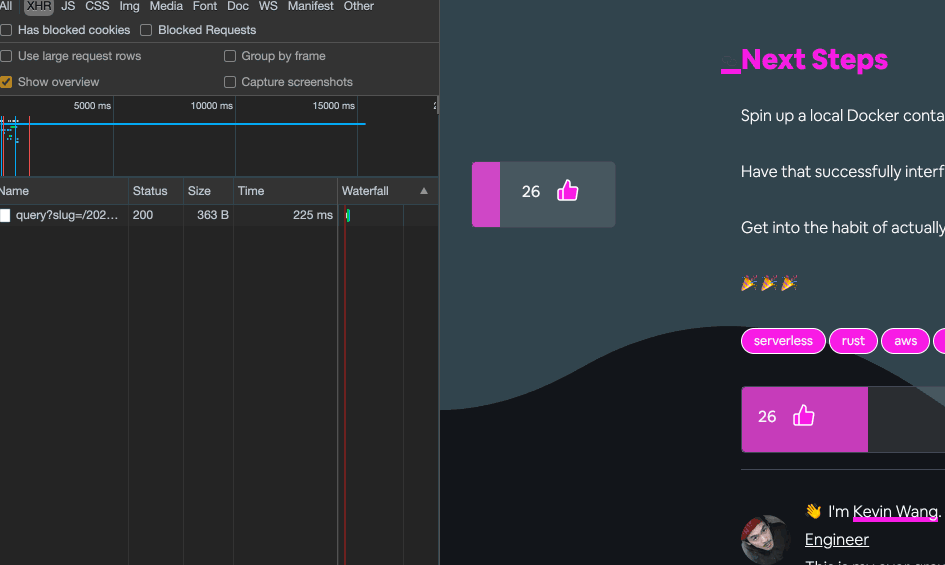 All XHR JS CSS Img Media Font Doc WS Manifest Other
Has blocked cookies Blocked Requests
Use large request rows Group by frame
Show overview Capture screenshots
5000 ms 10000 ms 15000 ms
Name Status Size Time Waterfall ▲
query?slug=/202... 200 363 B 225 ms
_Next Steps
Spin up a local Docker conta
Have that successfully interf
Get into the habit of actually
🎉 🎉 🎉
26
serverless rust aws
26
👋 I'm Kevin Wang.
Engineer